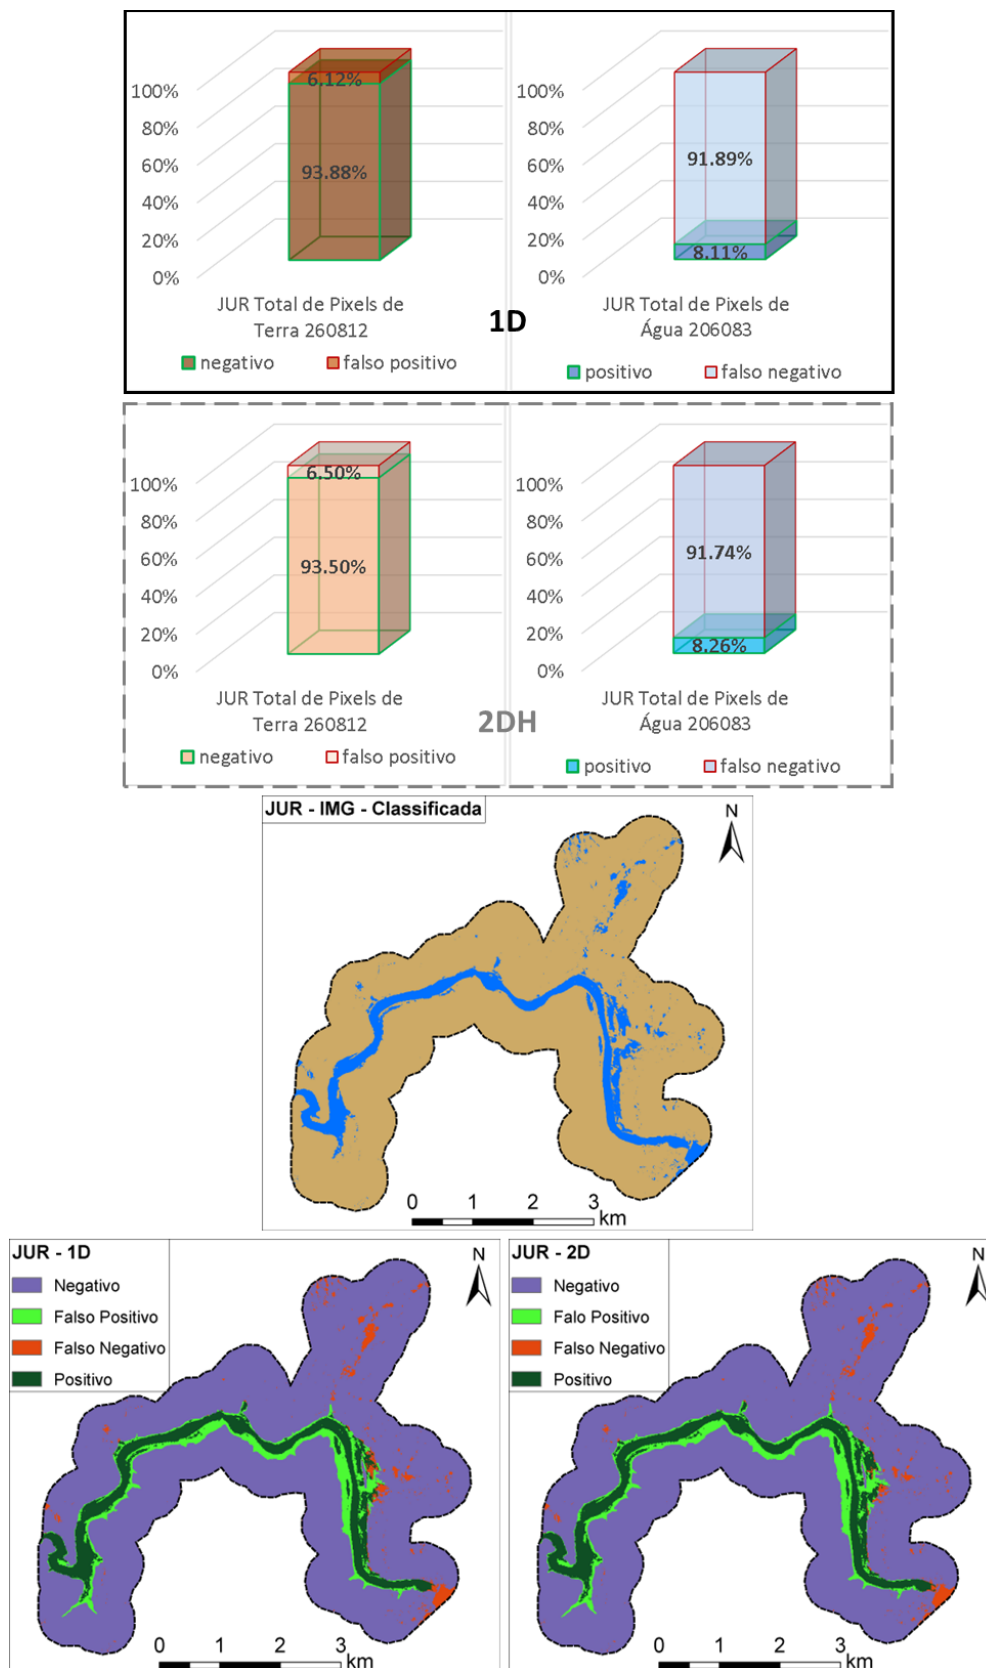 100%
80%
60%
40%
20%
0%
6.12%
93.88%
JUR Total de Pixels de
Terra 260812
negativo
falso positivo
100%
80%
60%
40%
20%
0%
91.89%
8.11%
JUR Total de Pixels de
Água 206083
positivo
falso negativo
1D
100%
80%
60%
40%
20%
0%
6.50%
93.50%
JUR Total de Pixels de
Terra 260812
negativo
falso positivo
100%
80%
60%
40%
20%
0%
91.74%
8.26%
JUR Total de Pixels de
Água 206083
positivo
falso negativo
2DH
JUR - IMG - Classificada
N
0 1 2 3
km
JUR - 1D
Negativo
Falso Positivo
Falso Negativo
Positivo
N
0 1 2 3
km
JUR - 2D
Negativo
Falo Positivo
Falso Negativo
Positivo
N
0 1 2 3
km